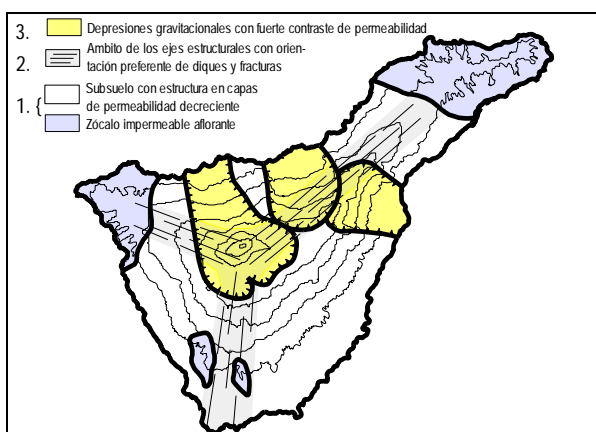 3. Depresiones gravitacionales con fuerte contraste de permeabilidad
2. Ambito de los ejes estructurales con orien-
tación preferente de diques y fracturas
1. { Subsuelo con estructura en capas
de permeabilidad decreciente
Zócalo impermeable aflorante